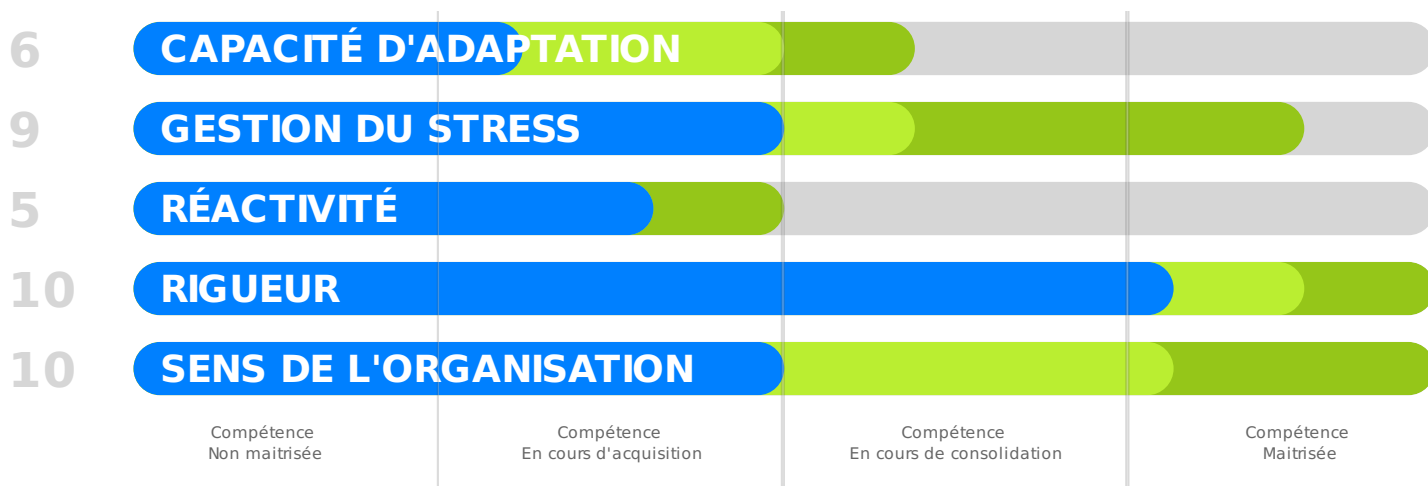 6 CAPACITÉ D'ADAPTATION
9 GESTION DU STRESS
5 RÉACTIVITÉ
10 RIGUEUR
10 SENS DE L'ORGANISATION
Compétence
Non maitrisée
Compétence
En cours d'acquisition
Compétence
En cours de consolidation
Compétence
Maitrisée